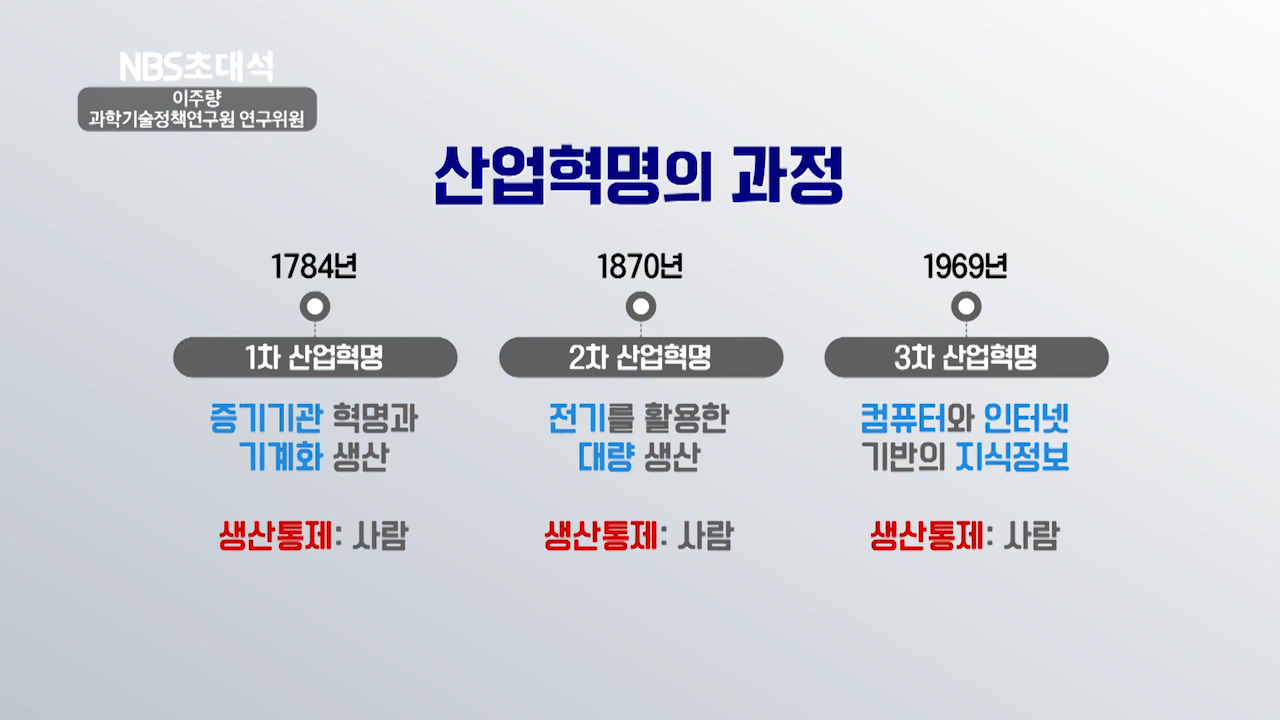 NBS초대석
이주량
과학기술정책연구원 연구위원
산업혁명의 과정
1784년
1차 산업혁명
증기기관 혁명과
기계화 생산
생산통제: 사람
1870년
2차 산업혁명
전기를 활용한
대량 생산
생산통제: 사람
1969년
3차 산업혁명
컴퓨터와 인터넷
기반의 지식정보
생산통제: 사람